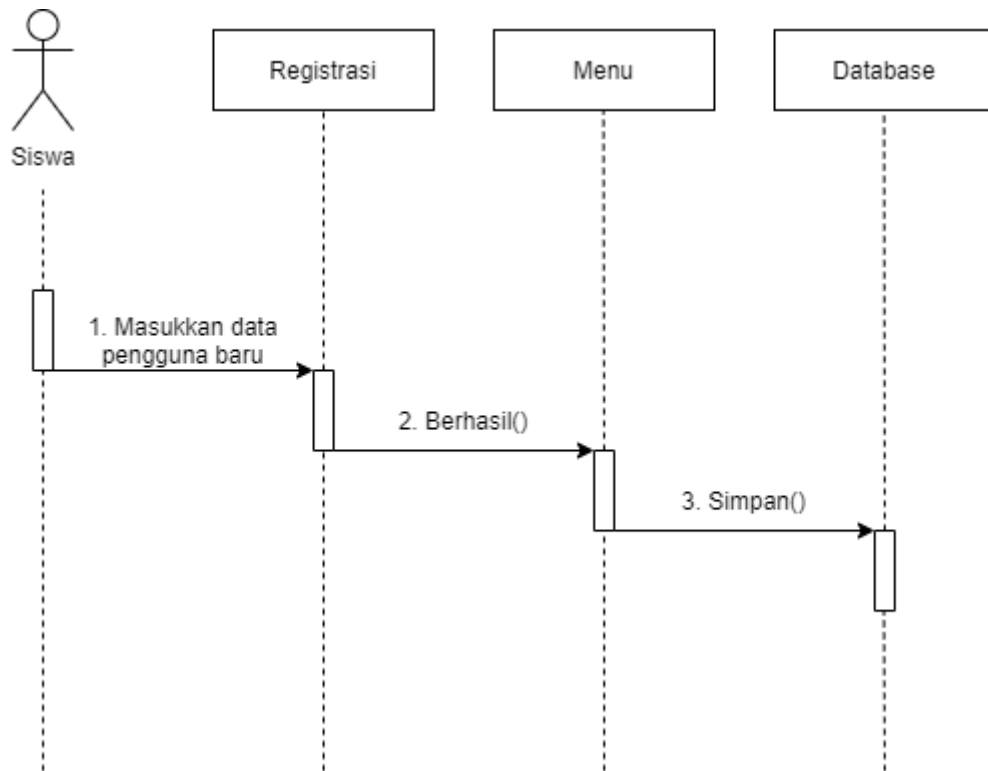 Siswa
Registrasi
Menu
Database
1. Masukkan data
pengguna baru
2. Berhasil()
3. Simpan()